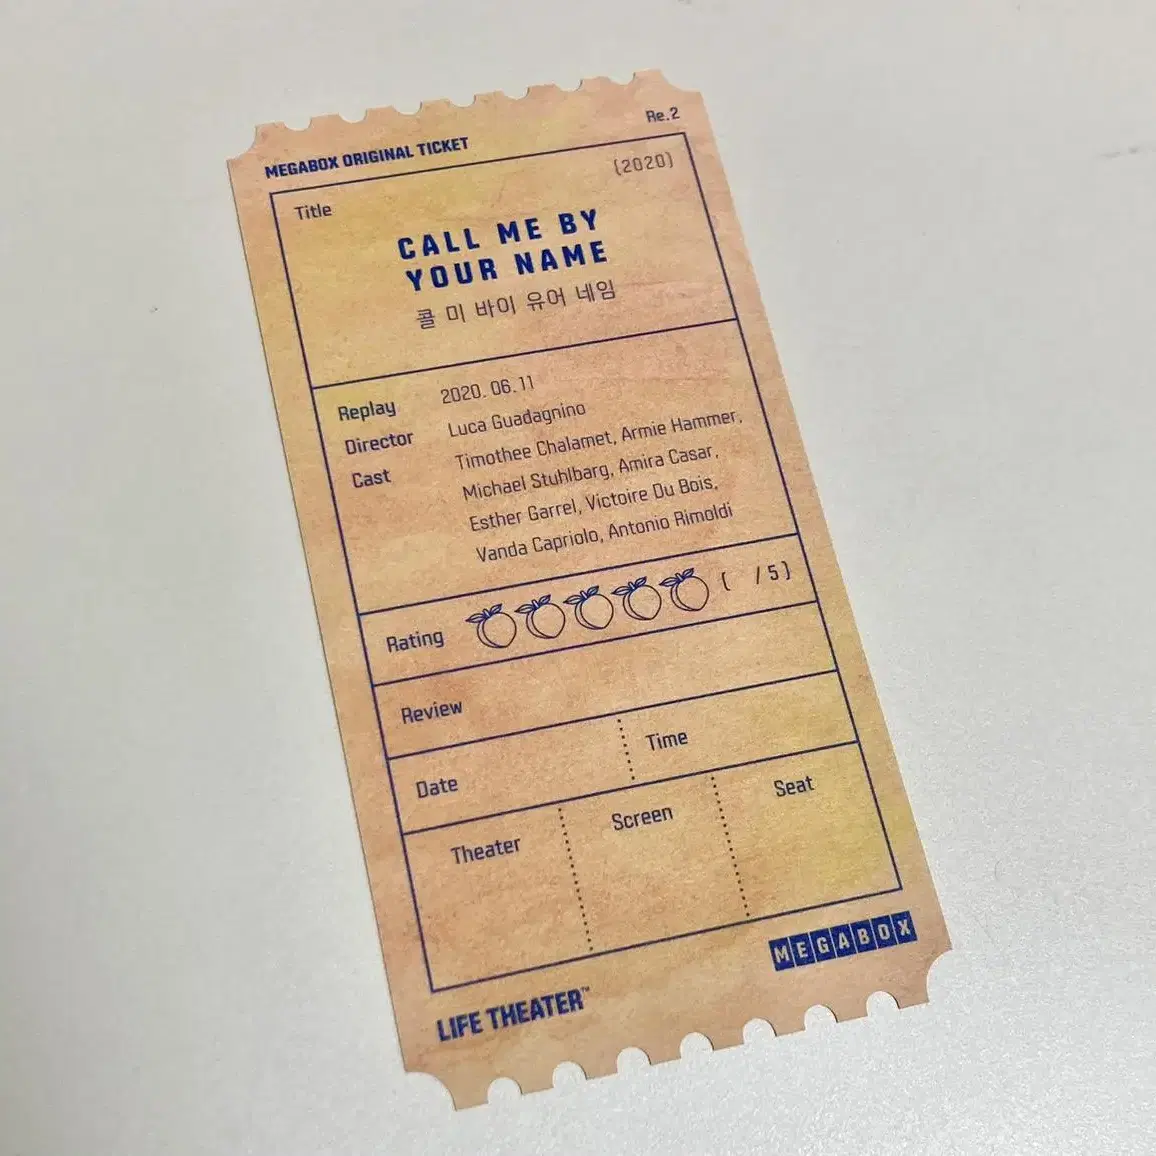 MEGABOX ORIGINAL TICKET
Re.2
(2020)
Title
CALL ME BY
YOUR NAME
콜 미 바이 유어 네임
Replay 2020. 06. 11
Director Luca Guadagnino
Cast Timothee Chalamet, Armie Hammer,
Michael Stuhlbarg, Amira Casar,
Esther Garrel, Victoire Du Bois,
Vanda Capriolo, Antonio Rimoldi
Rating ( / 5 )
Review
Date Time
Theater Screen Seat
LIFE THEATER™
MEGABOX